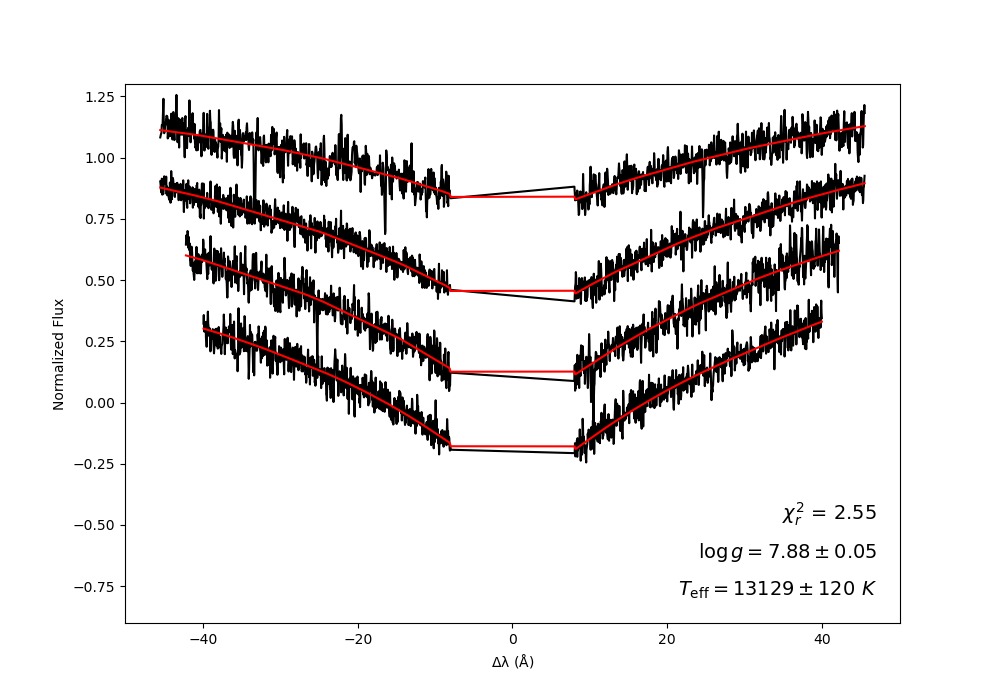 1.25
1.00
0.75
0.50
0.25
0.00
−0.25
−0.50
−0.75
Normalized Flux
χ²ᵣ = 2.55
log g = 7.88 ± 0.05
T_eff = 13129 ± 120 K
−40 −20 0 20 40
Δλ (Å)